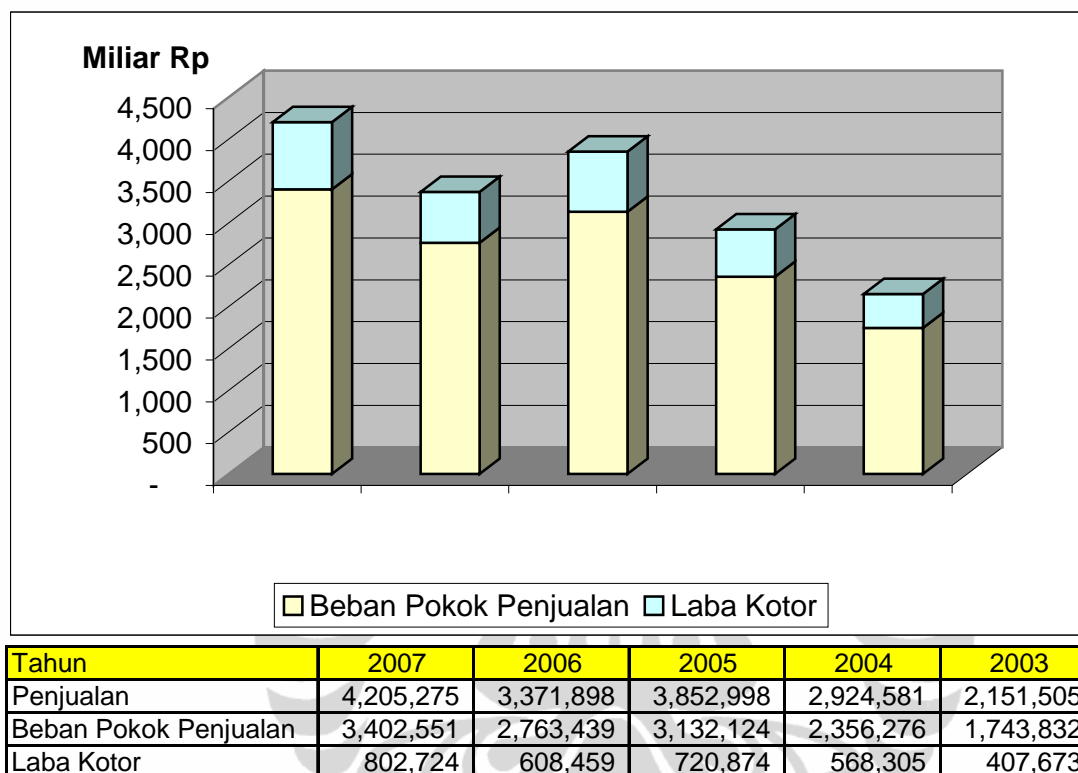 Miliar Rp
4,500
4,000
3,500
3,000
2,500
2,000
1,500
1,000
500
-
Beban Pokok Penjualan Laba Kotor
Tahun 2007 2006 2005 2004 2003
Penjualan 4,205,275 3,371,898 3,852,998 2,924,581 2,151,505
Beban Pokok Penjualan 3,402,551 2,763,439 3,132,124 2,356,276 1,743,832
Laba Kotor 802,724 608,459 720,874 568,305 407,673